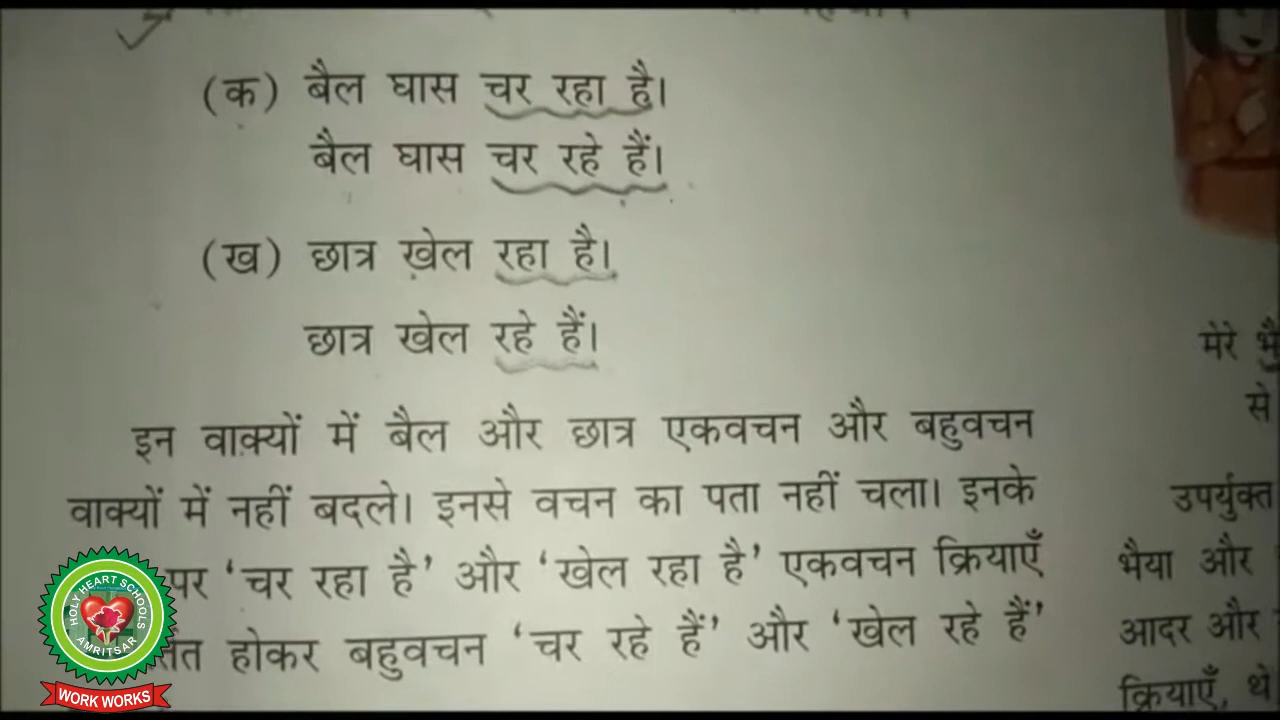 (क) बैल घास चर रहा है।
बैल घास चर रहे हैं।
(ख) छात्र खेल रहा है।
छात्र खेल रहे हैं।
इन वाक्यों में बैल और छात्र एकवचन और बहुवचन
वाक्यों में नहीं बदले। इनसे वचन का पता नहीं चला। इनके
पर ‘चर रहा है’ और ‘खेल रहा है’ एकवचन क्रियाएँ
होकर बहुवचन ‘चर रहे हैं’ और ‘खेल रहे हैं’
मेरे
से
उपर्युक्त
भैया और
आदर और
क्रियाएँ, थे
HOLY HEART SCHOOLS
AMRITSAR
WORK WORKS